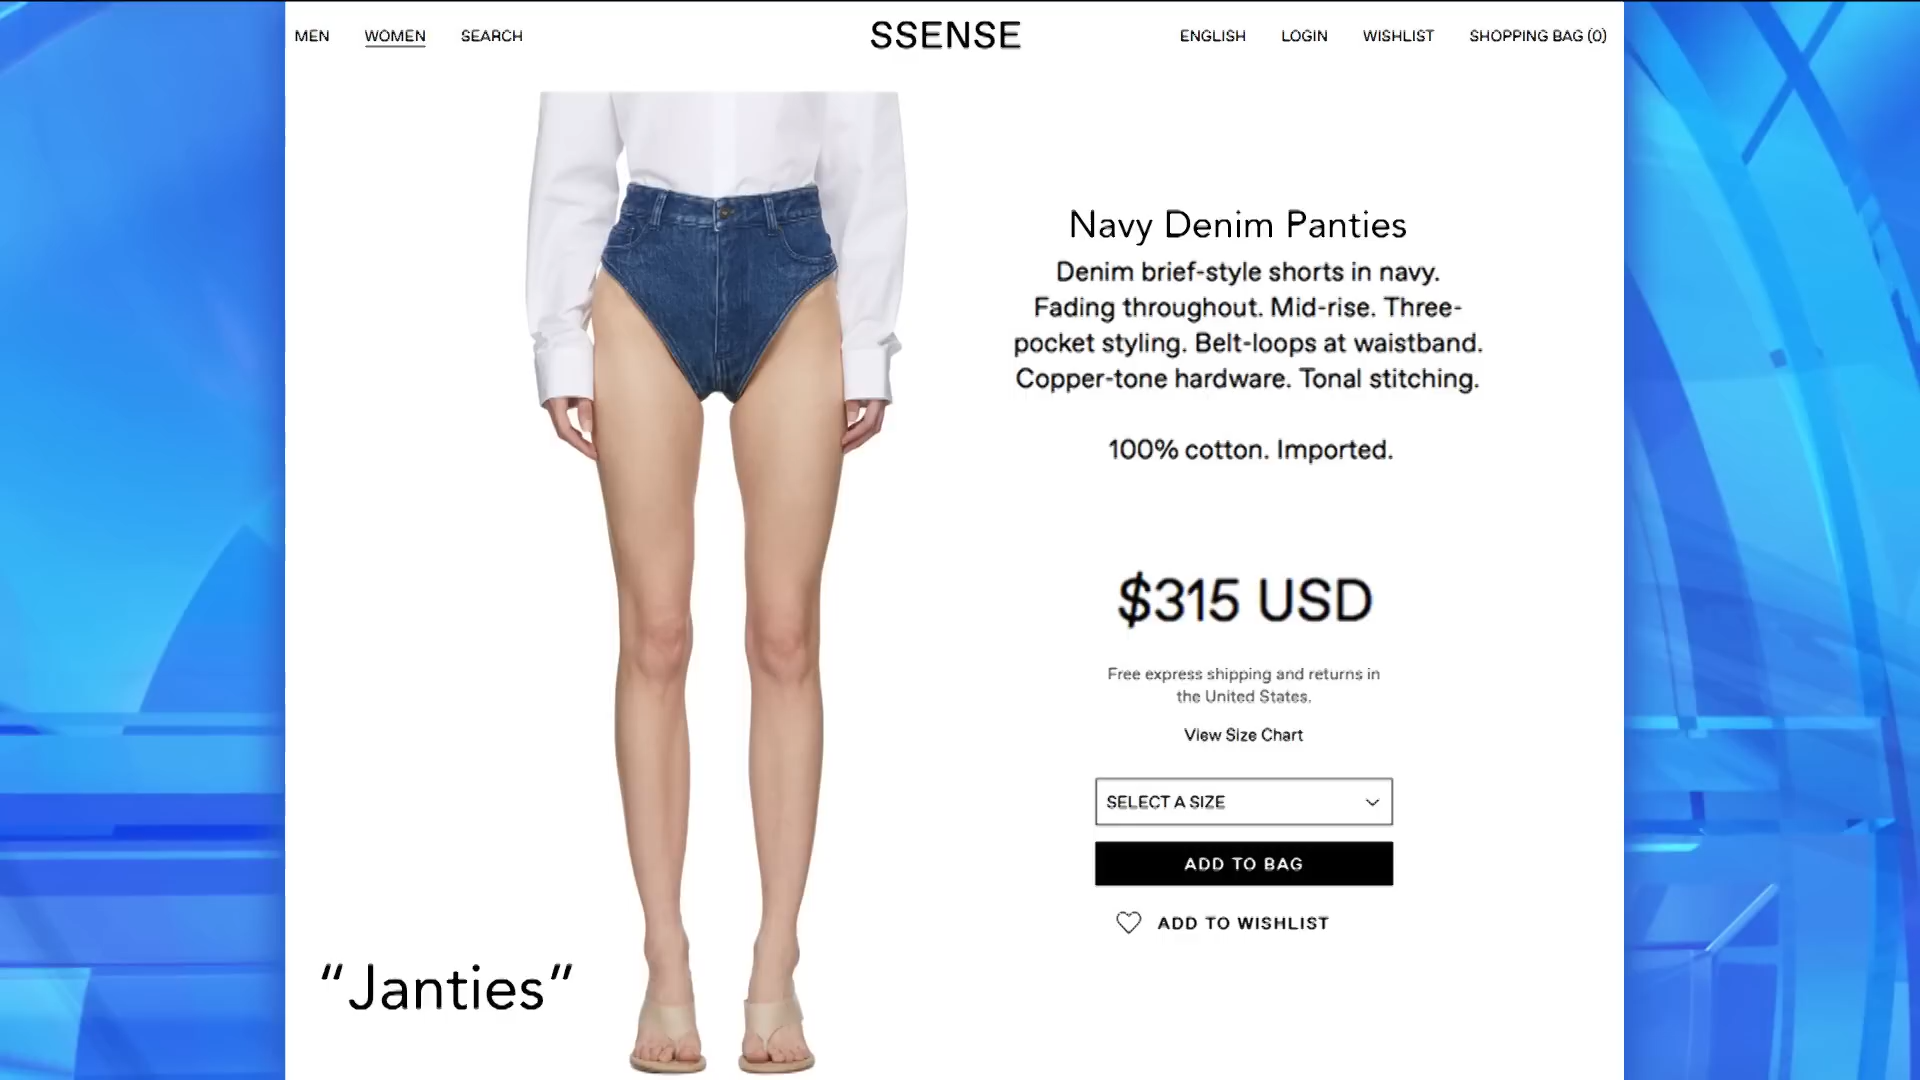 MEN WOMEN SEARCH SSENSE ENGLISH LOGIN WISHLIST SHOPPING BAG (0)
Navy Denim Panties
Denim brief-style shorts in navy.
Fading throughout. Mid-rise. Three-
pocket styling. Belt-loops at waistband.
Copper-tone hardware. Tonal stitching.
100% cotton. Imported.
$315 USD
Free express shipping and returns in
the United States.
View Size Chart
SELECT A SIZE
ADD TO BAG
ADD TO WISHLIST
“Janties”